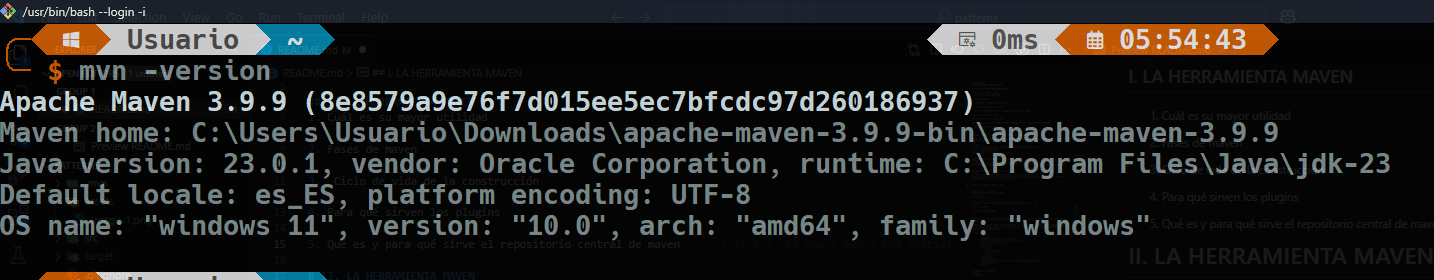 /usr/bin/bash --login -i
Usuario ~ 0ms 05:54:43
$ mvn -version
Apache Maven 3.9.9 (8e8579a9e76f7d015ee5ec7bfcdc97d260186937)
Maven home: C:\Users\Usuario\Downloads\apache-maven-3.9.9-bin\apache-maven-3.9.9
Java version: 23.0.1, vendor: Oracle Corporation, runtime: C:\Program Files\Java\jdk-23
Default locale: es_ES, platform encoding: UTF-8
OS name: "windows 11", version: "10.0", arch: "amd64", family: "windows"
I. LA HERRAMIENTA MAVEN
1. Cuál es su mayor utilidad
4. Para qué sirven los plugins
5. Qué es y para qué sirve el repositorio central de
II. LA HERRAMIENTA MAVEN